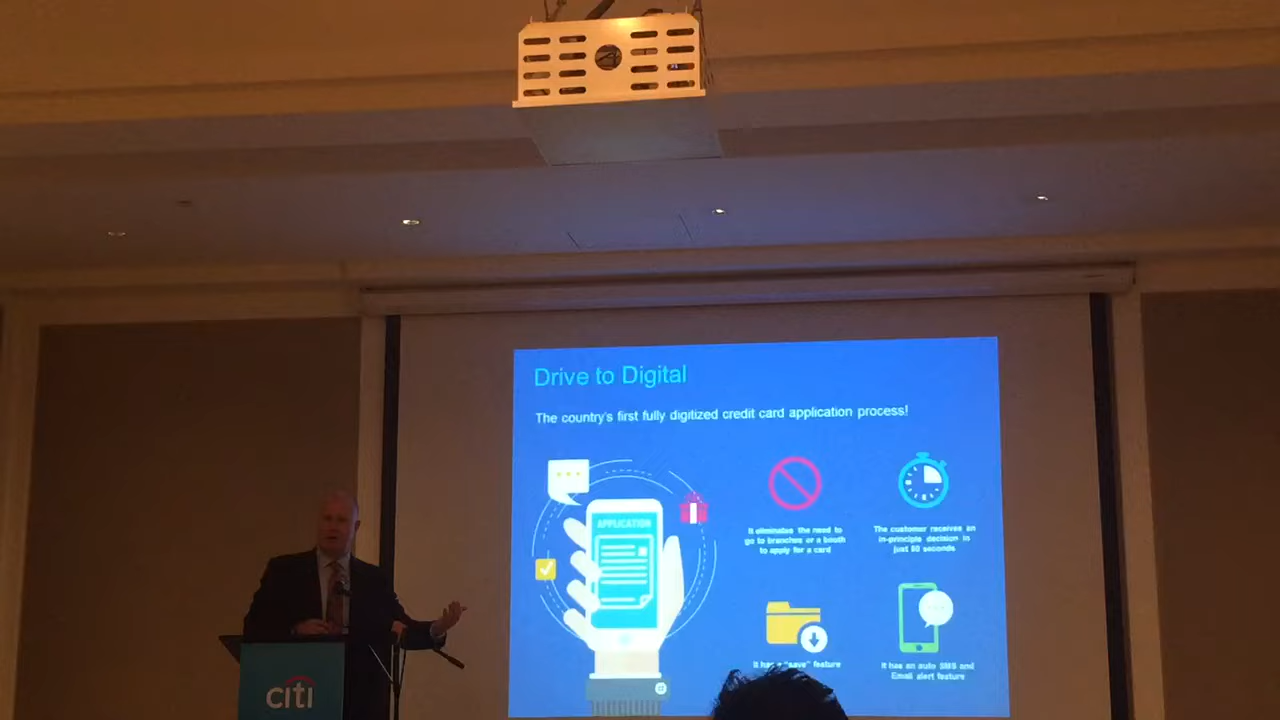 Drive to Digital
The country's first fully digitized credit card application process!
APPLICATION
It eliminates the need to
go to branches or a booth
to apply for a card
The customer receives an
in-principle decision in
just 60 seconds
It has a "save" feature
It has an auto SMS and
Email alert feature
citi